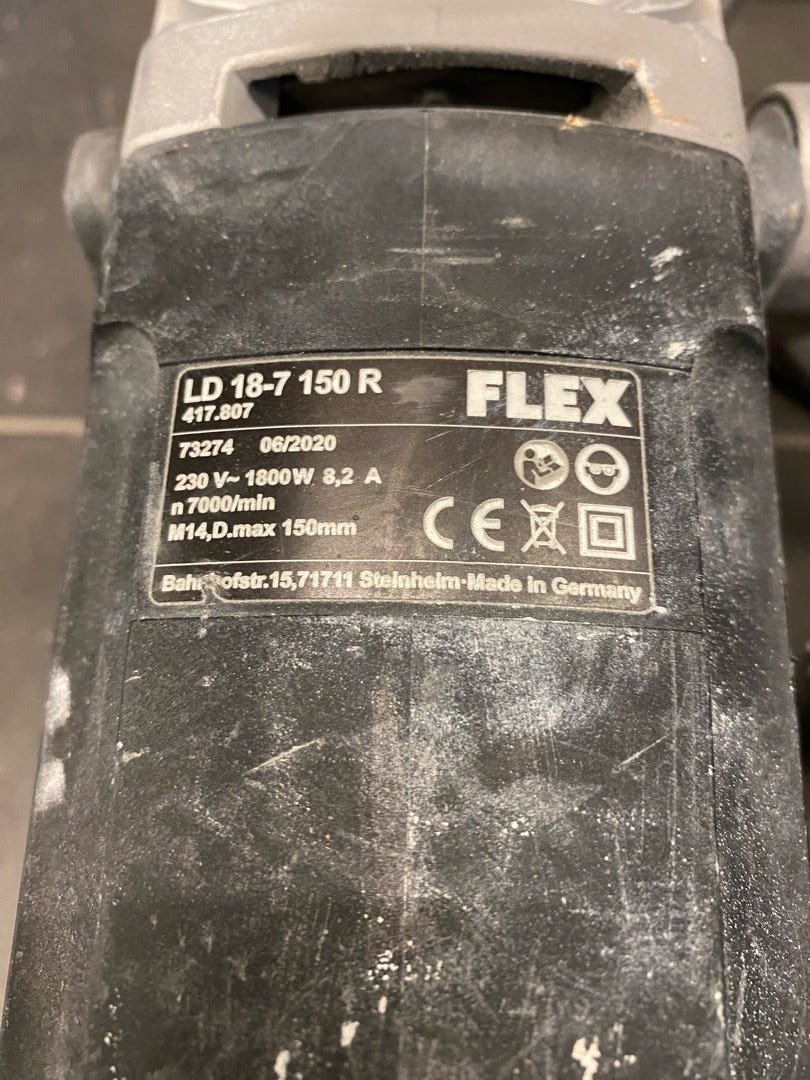 LD 18-7 150 R
417.807
FLEX
73274 06/2020
230 V~ 1800W 8,2 A
n 7000/min
M14,D.max 150mm
CE
Bahnhofstr.15,71711 Steinheim·Made in Germany